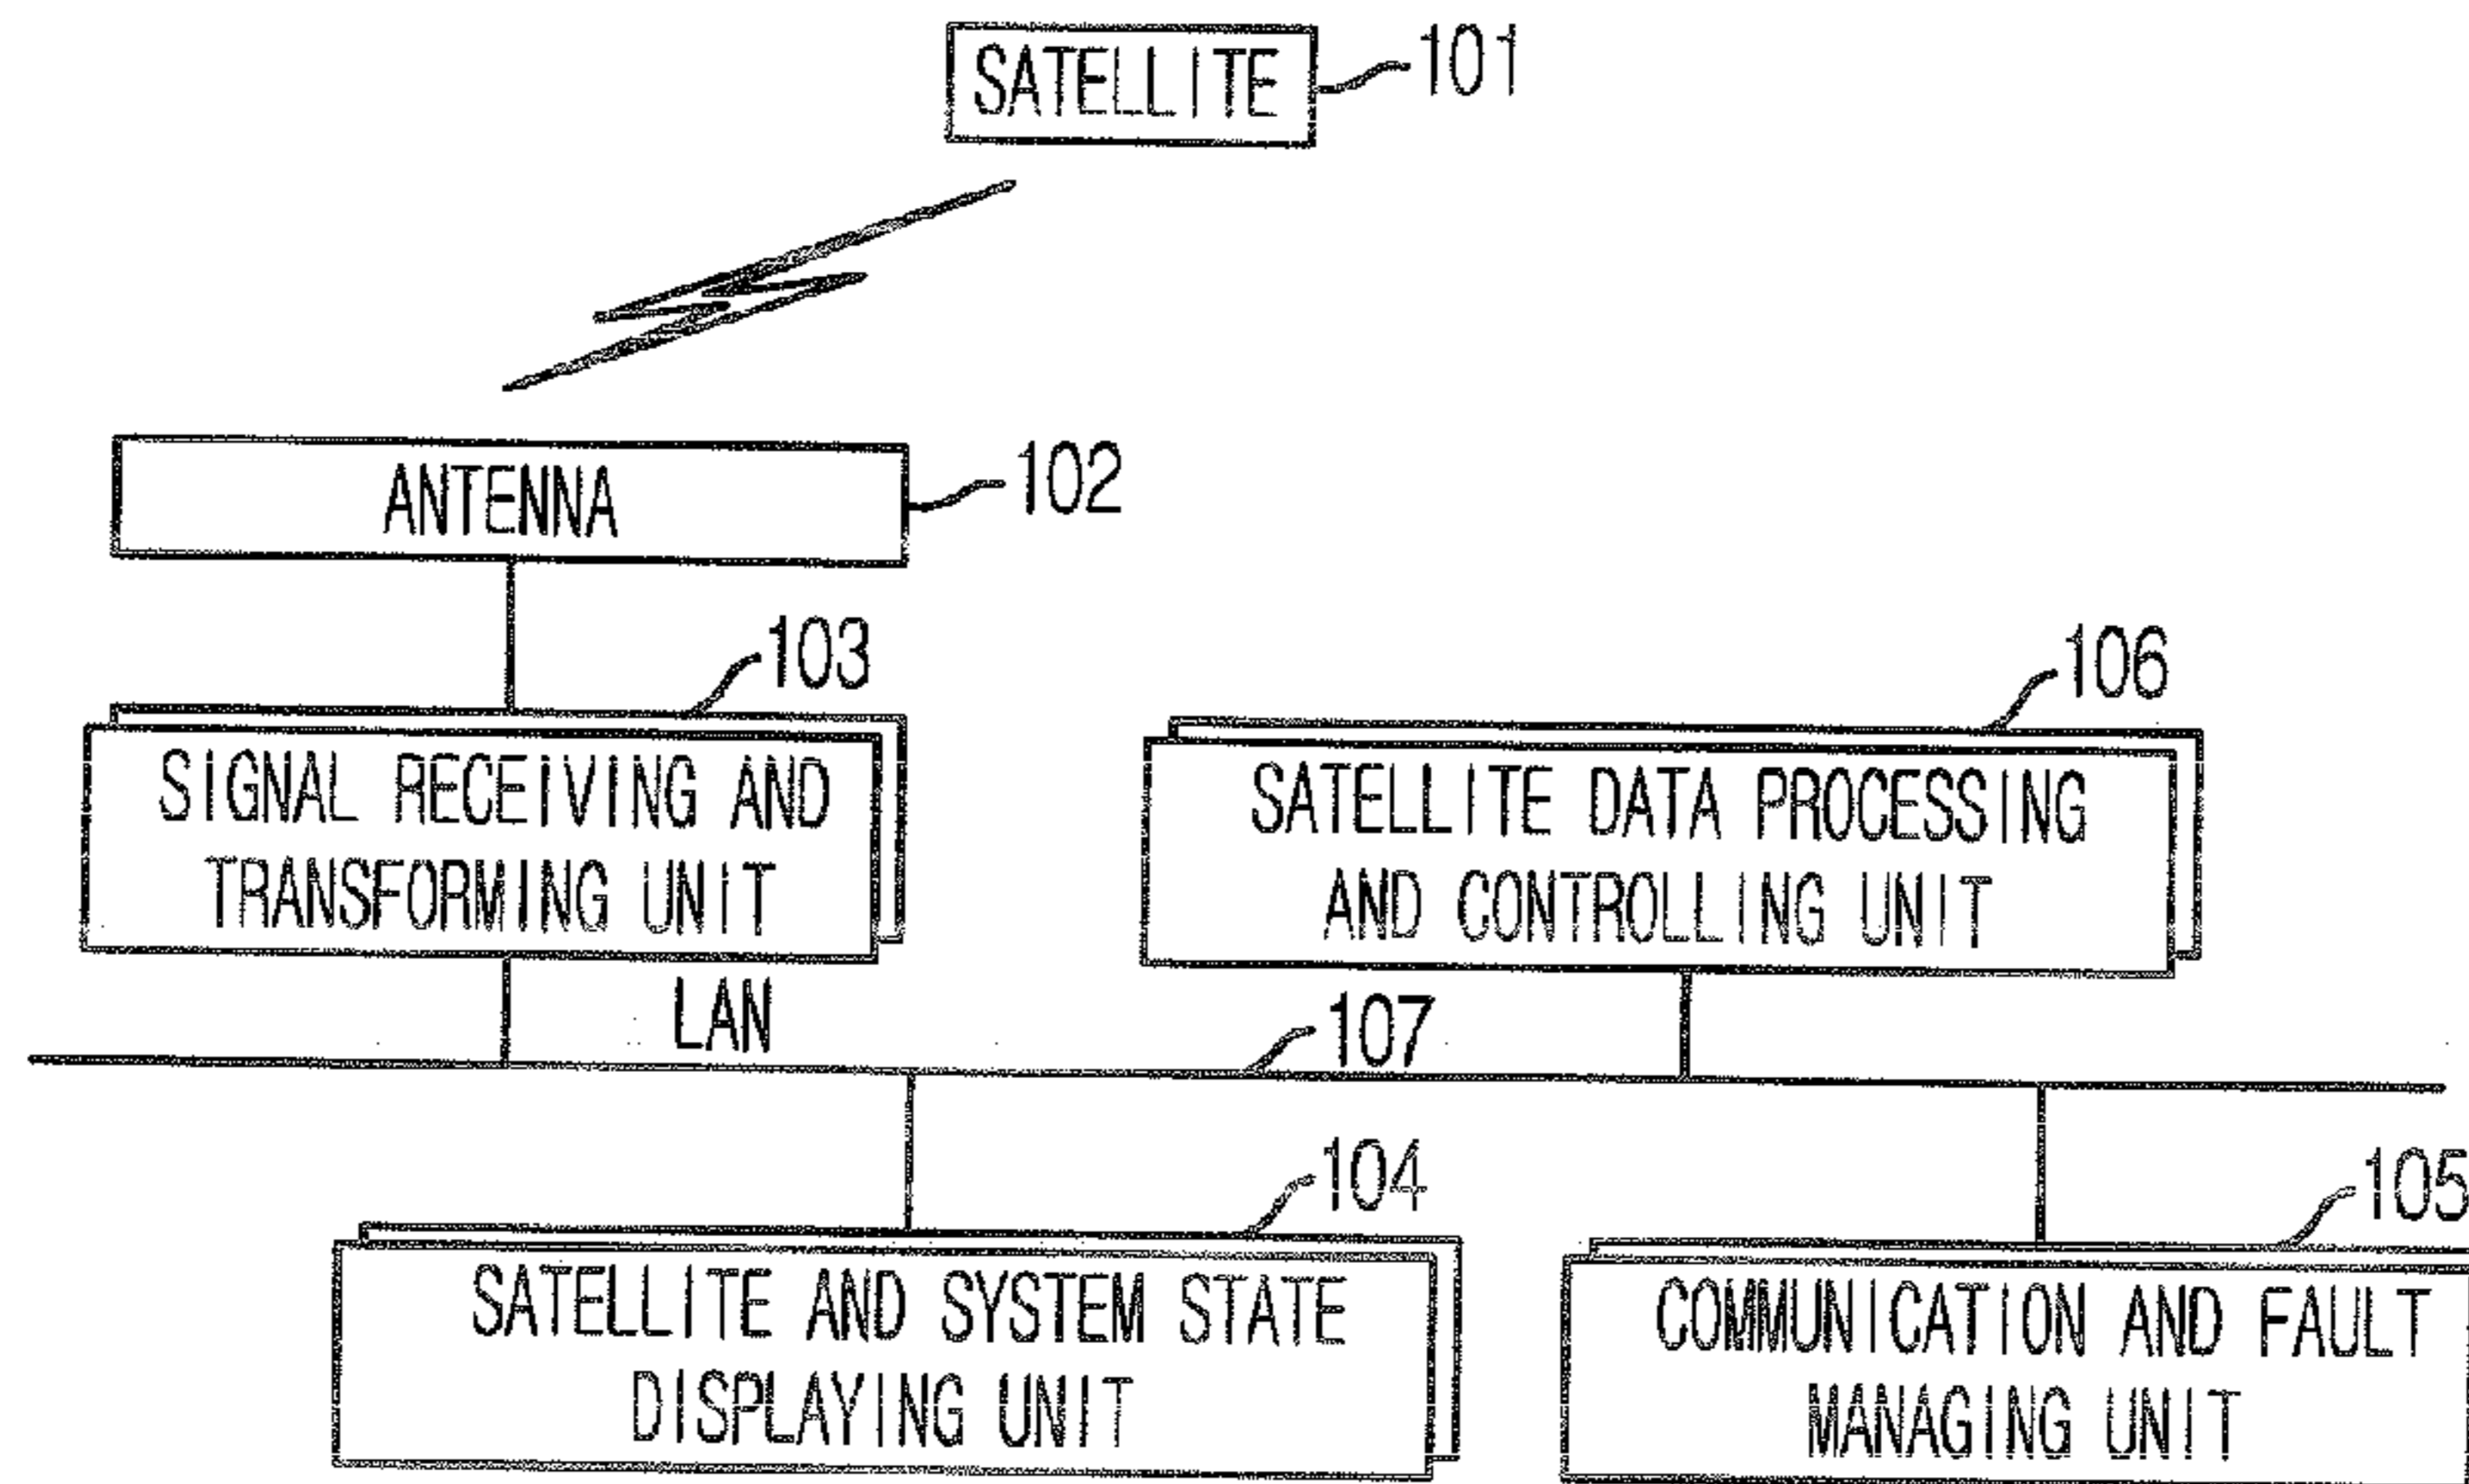 SATELLITE
101
ANTENNA
102
103
106
SIGNAL RECEIVING AND
TRANSFORMING UNIT
SATELLITE DATA PROCESSING
AND CONTROLLING UNIT
LAN
107
104
105
SATELLITE AND SYSTEM STATE
DISPLAYING UNIT
COMMUNICATION AND FAULT
MANAGING UNIT